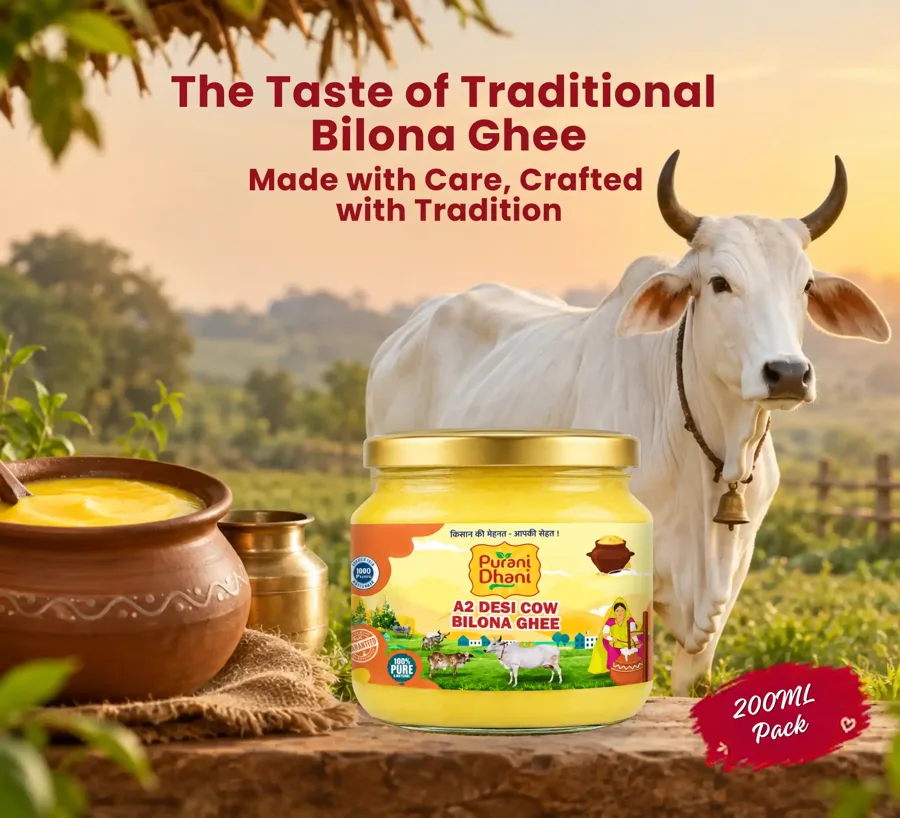 The Taste of Traditional
Bilona Ghee
Made with Care, Crafted
with Tradition
किसान की मेहनत - आपकी सेहत !
Purani
Dhani
A2 DESI COW
BILONA GHEE
1000
100%
PURE
200ML
Pack